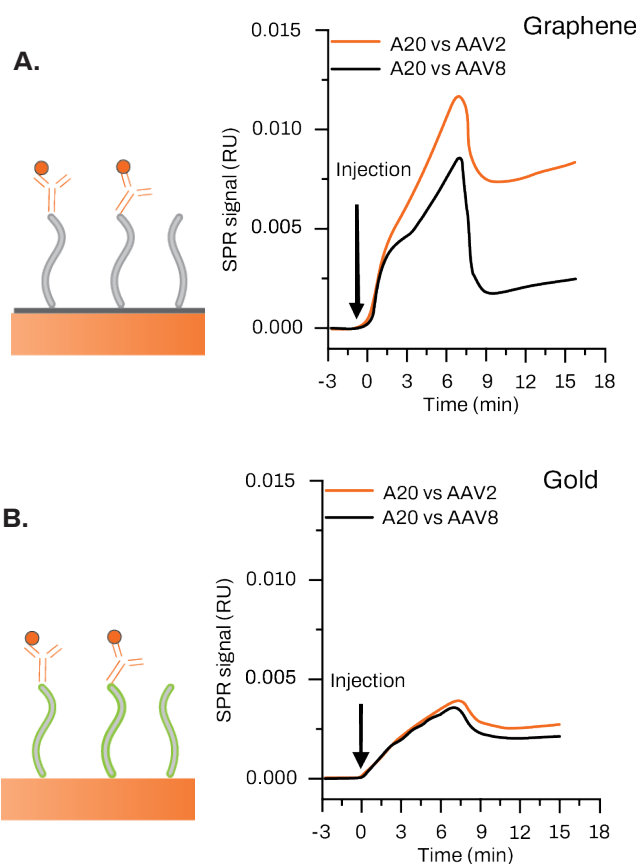 Graphene
A.
0.015
A20 vs AAV2
A20 vs AAV8
0.010
Injection
0.005
0.000
SPR signal (RU)
-3 0 3 6 9 12 15 18
Time (min)
Gold
B.
0.015
A20 vs AAV2
A20 vs AAV8
0.010
0.005
Injection
0.000
SPR signal (RU)
-3 0 3 6 9 12 15 18
Time (min)